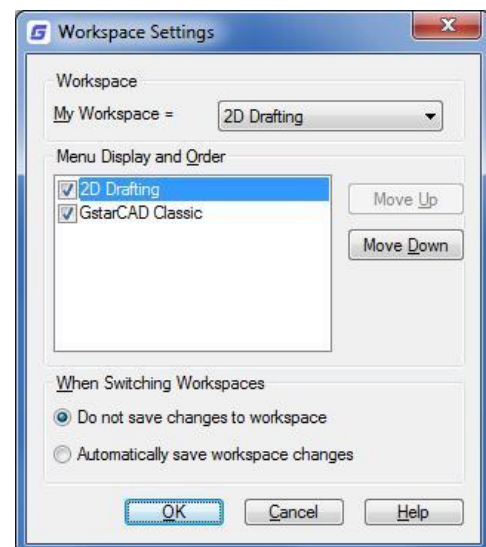 Workspace Settings
Workspace
My Workspace =
2D Drafting
Menu Display and Order
2D Drafting
GstarCAD Classic
Move Up
Move Down
When Switching Workspaces
Do not save changes to workspace
Automatically save workspace changes
OK
Cancel
Help